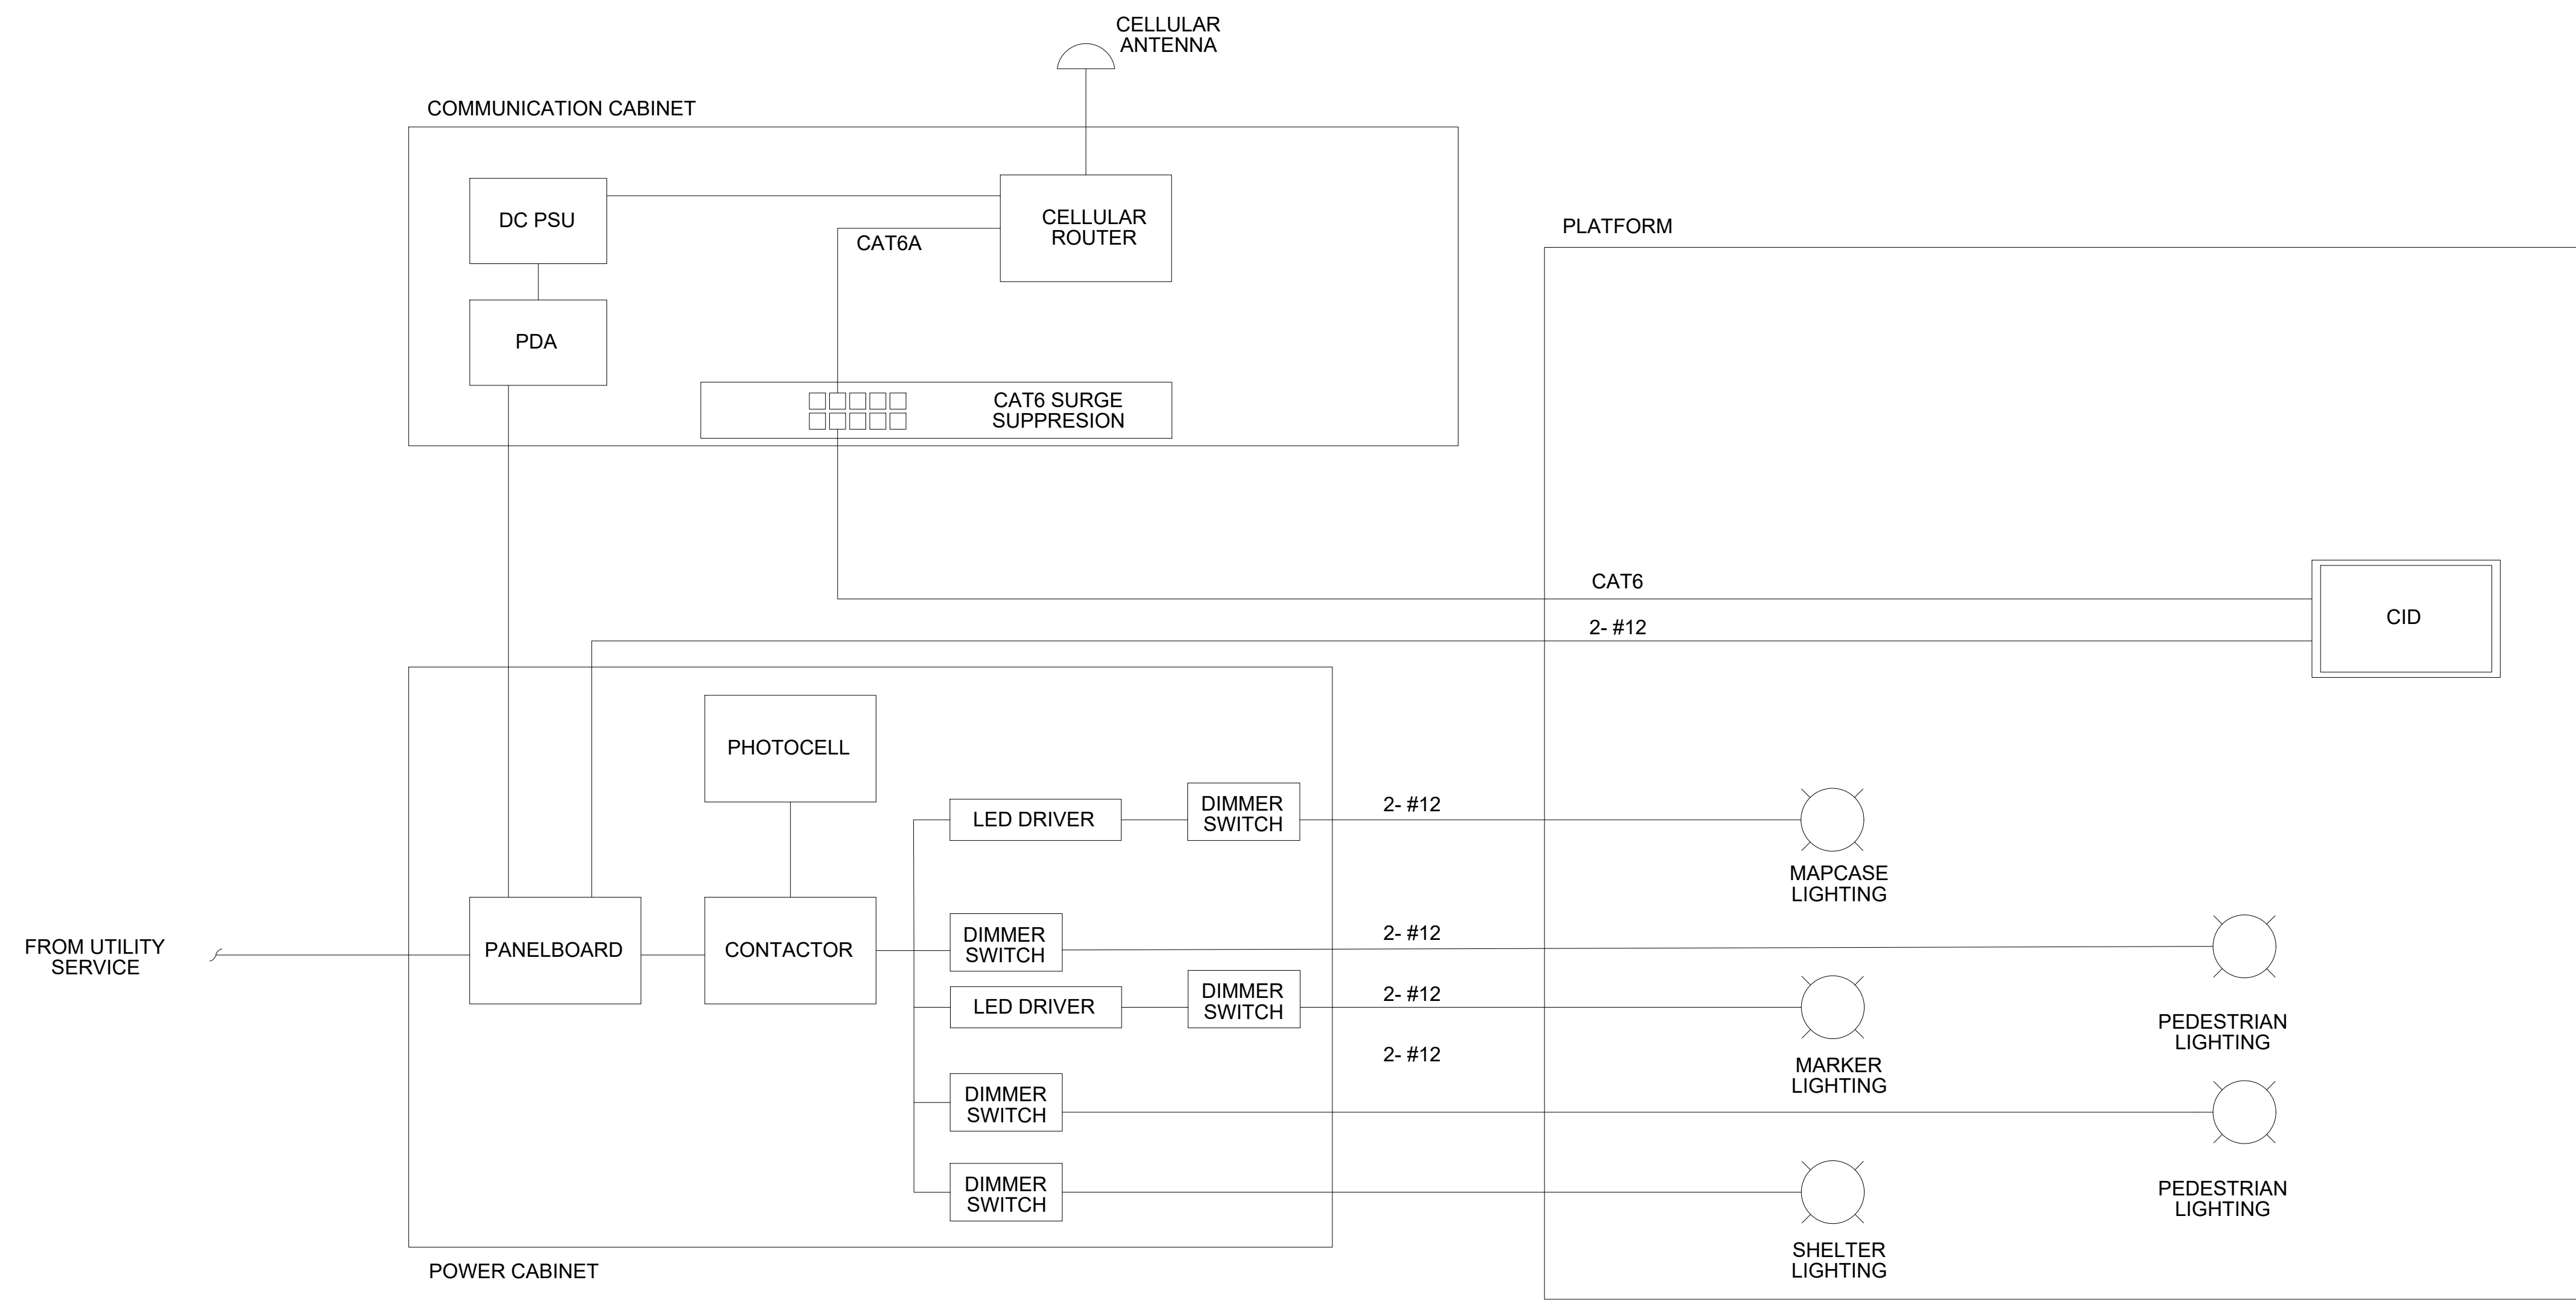 CELLULAR
ANTENNA
COMMUNICATION CABINET
DC PSU
CELLULAR
ROUTER
CAT6A
PDA
CAT6 SURGE
SUPPRESION
PLATFORM
CAT6
2- #12
CID
PHOTOCELL
LED DRIVER
DIMMER
SWITCH
2- #12
MAPCASE
LIGHTING
FROM UTILITY
SERVICE
PANELBOARD
CONTACTOR
DIMMER
SWITCH
2- #12
LED DRIVER
DIMMER
SWITCH
2- #12
PEDESTRIAN
LIGHTING
2- #12
MARKER
LIGHTING
DIMMER
SWITCH
DIMMER
SWITCH
PEDESTRIAN
LIGHTING
SHELTER
LIGHTING
POWER CABINET